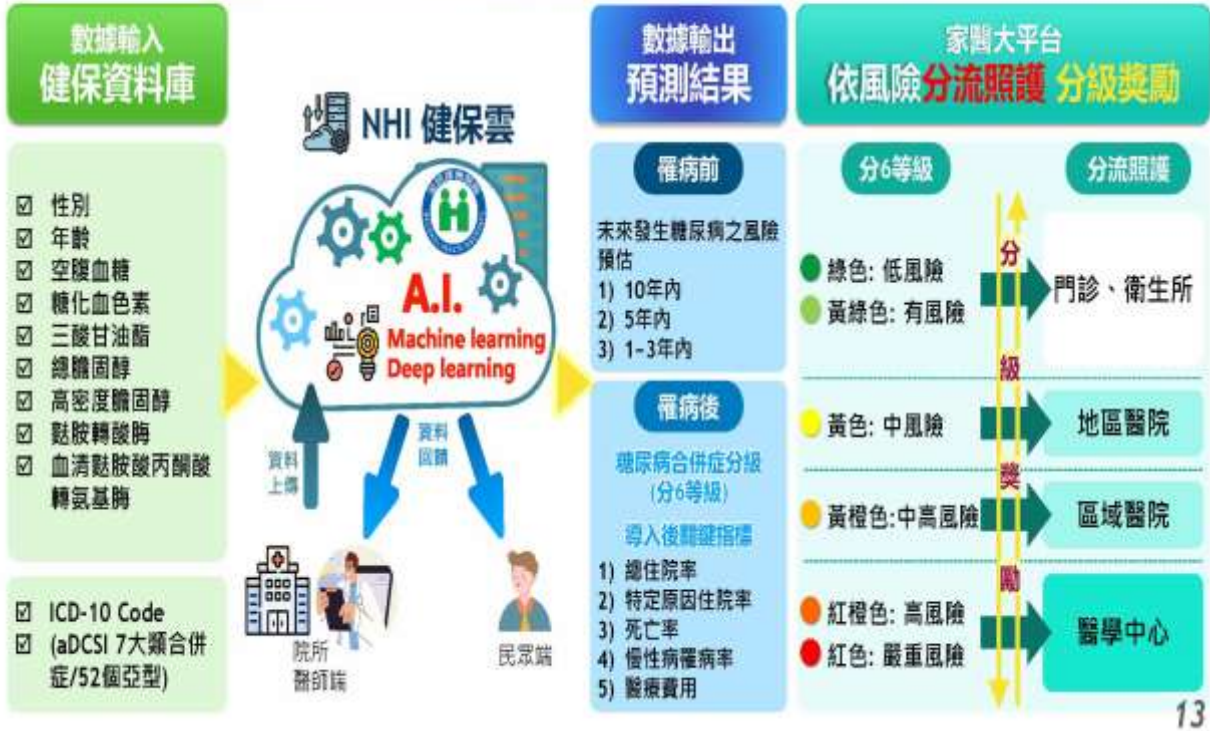 數據輸入
健保資料庫
☑ 性別
☑ 年齡
☑ 空腹血糖
☑ 糖化血色素
☑ 三酸甘油酯
☑ 總膽固醇
☑ 高密度膽固醇
☑ 麩胺轉酸脢
☑ 血清麩胺酸丙酮酸
轉氨基脢
☑ ICD-10 Code
☑ (aDCSI 7大類合併
症/52個亞型)
NHI 健保雲
A.I.
Machine learning
Deep learning
資料
上傳
資料
回饋
院所
醫師端
民眾端
數據輸出
預測結果
罹病前
未來發生糖尿病之風險
預估
1) 10年內
2) 5年內
3) 1-3年內
罹病後
糖尿病合併症分級
(分6等級)
導入後關鍵指標
1) 總住院率
2) 特定原因住院率
3) 死亡率
4) 慢性病罹病率
5) 醫療費用
家醫大平台
依風險分流照護 分級獎勵
分6等級
分流照護
綠色: 低風險
黃綠色: 有風險
門診、衛生所
黃色: 中風險
地區醫院
黃橙色:中高風險
區域醫院
紅橙色: 高風險
紅色: 嚴重風險
醫學中心
分
級
獎
勵
13